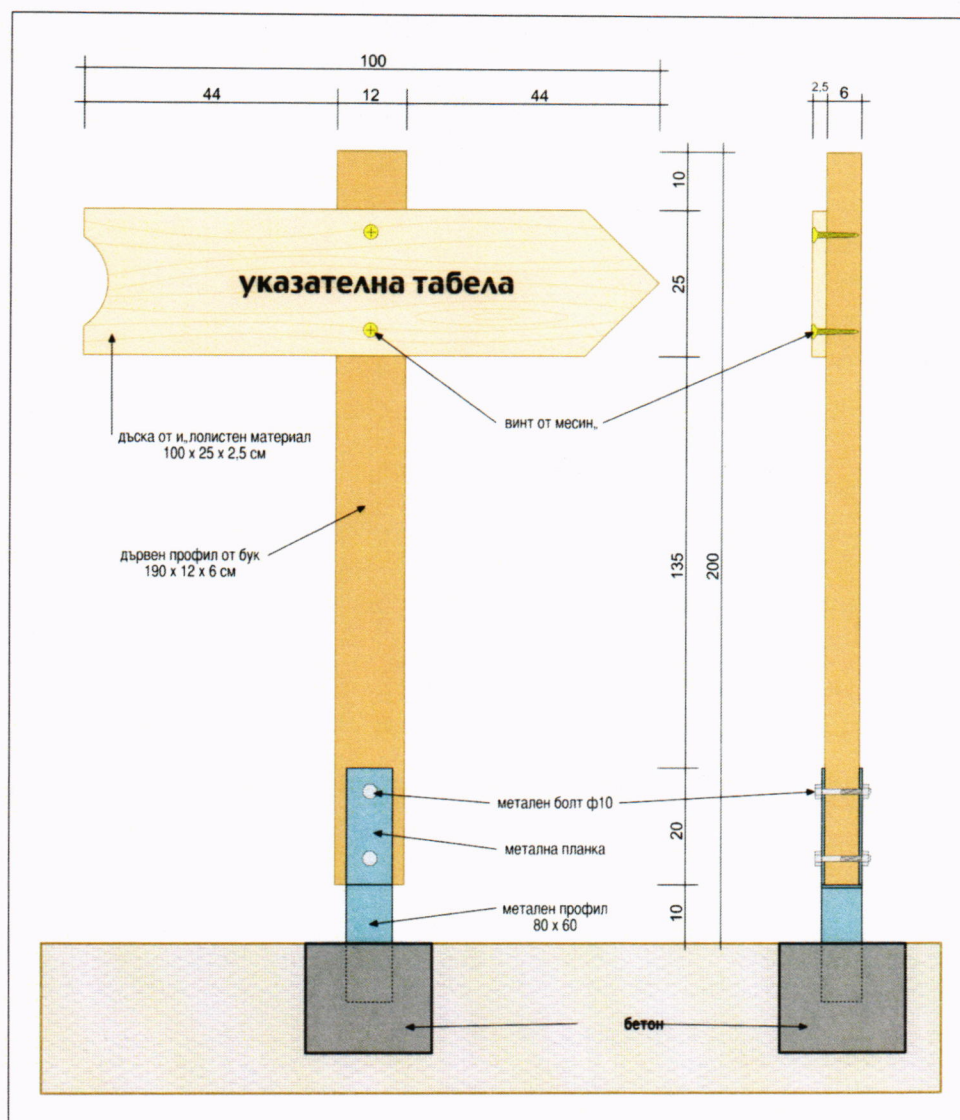 100
44 12 44
2,5 6
10
указателна табела
25
винт от месин„
дъска от и„лолистен материал
100 x 25 x 2,5 см
дървен профил от бук
190 x 12 x 6 см
135
200
метален болт ф10
20
метална планка
метален профил
80 x 60
10
бетон